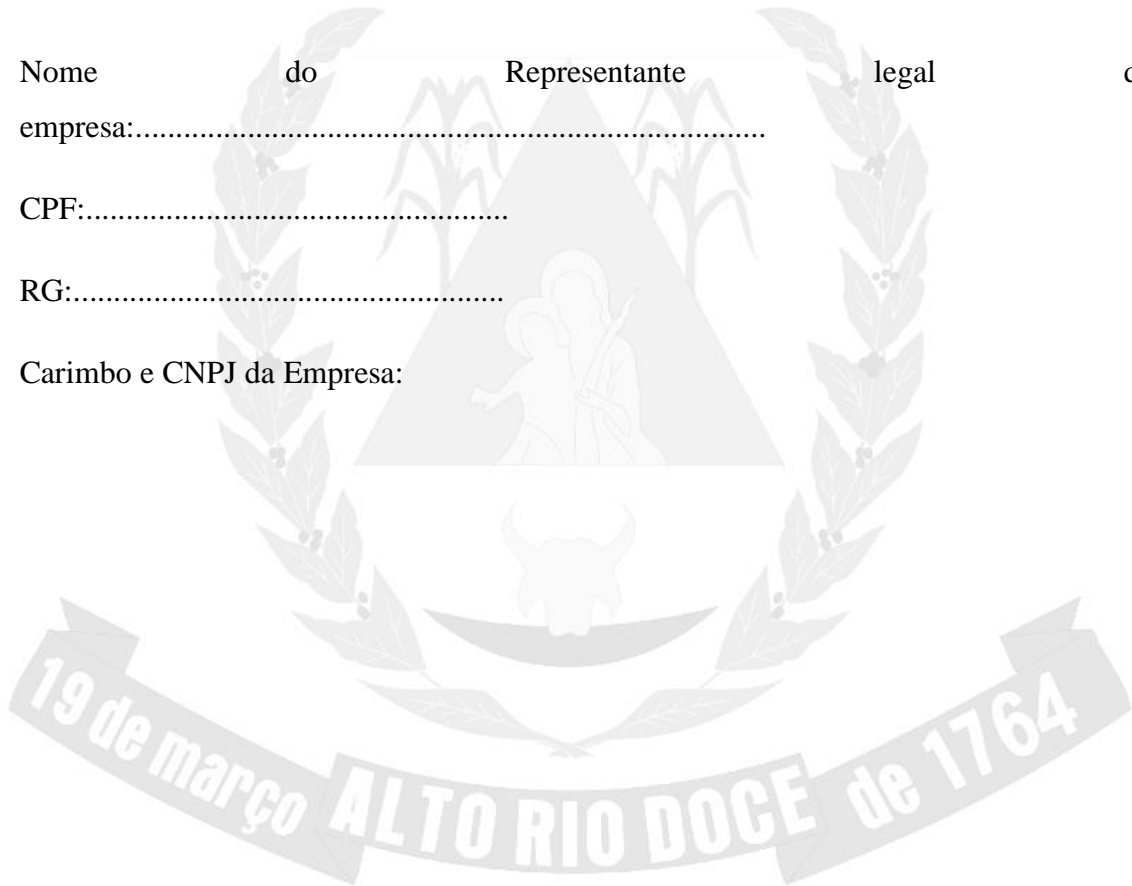 Nome do Representante legal
empresa:..............................................................................
CPF:....................................................
RG:.....................................................
Carimbo e CNPJ da Empresa:
19 de março ALTO RIO DOCE de 1764